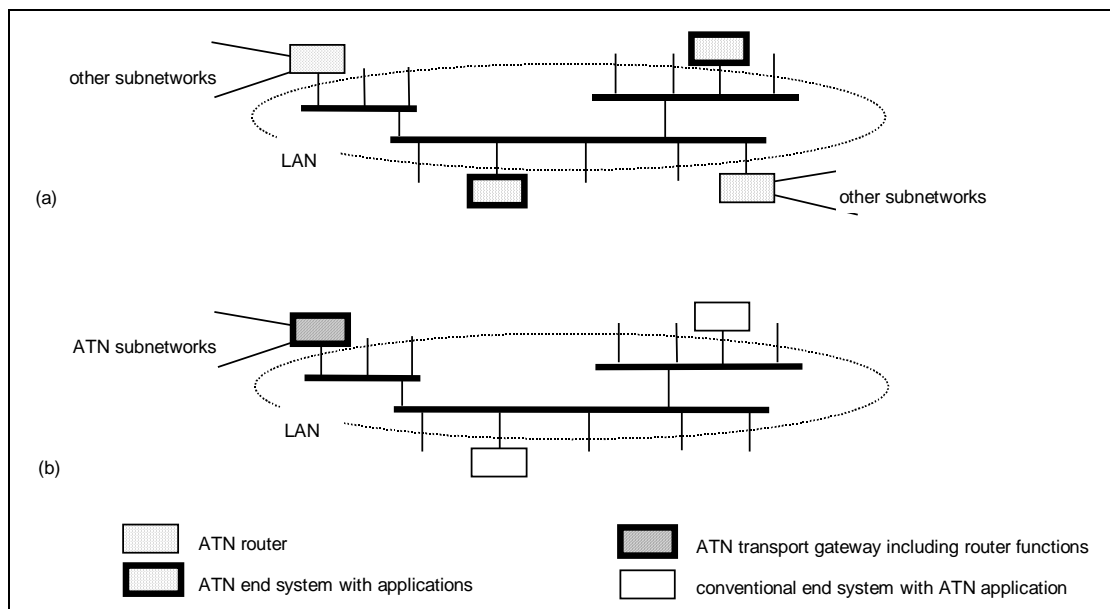 other subnetworks
LAN
(a)
other subnetworks
ATN subnetworks
LAN
(b)
ATN router
ATN transport gateway including router functions
ATN end system with applications
conventional end system with ATN application